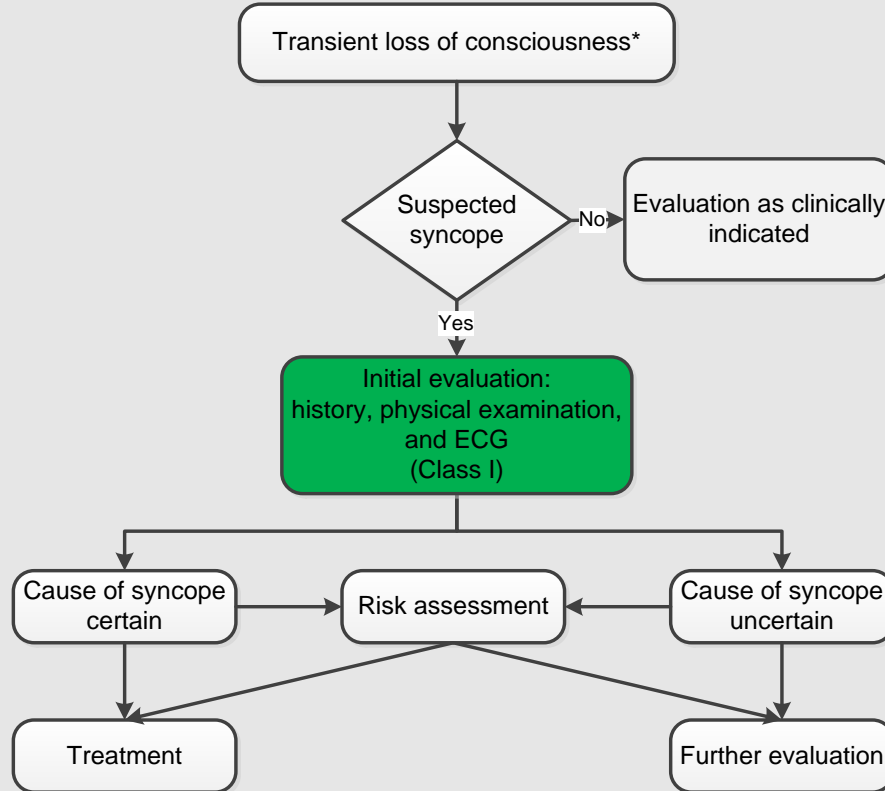 Transient loss of consciousness*
Suspected
syncope
No
Evaluation as clinically
indicated
Yes
Initial evaluation:
history, physical examination,
and ECG
(Class I)
Cause of syncope
certain
Risk assessment
Cause of syncope
uncertain
Treatment
Further evaluation